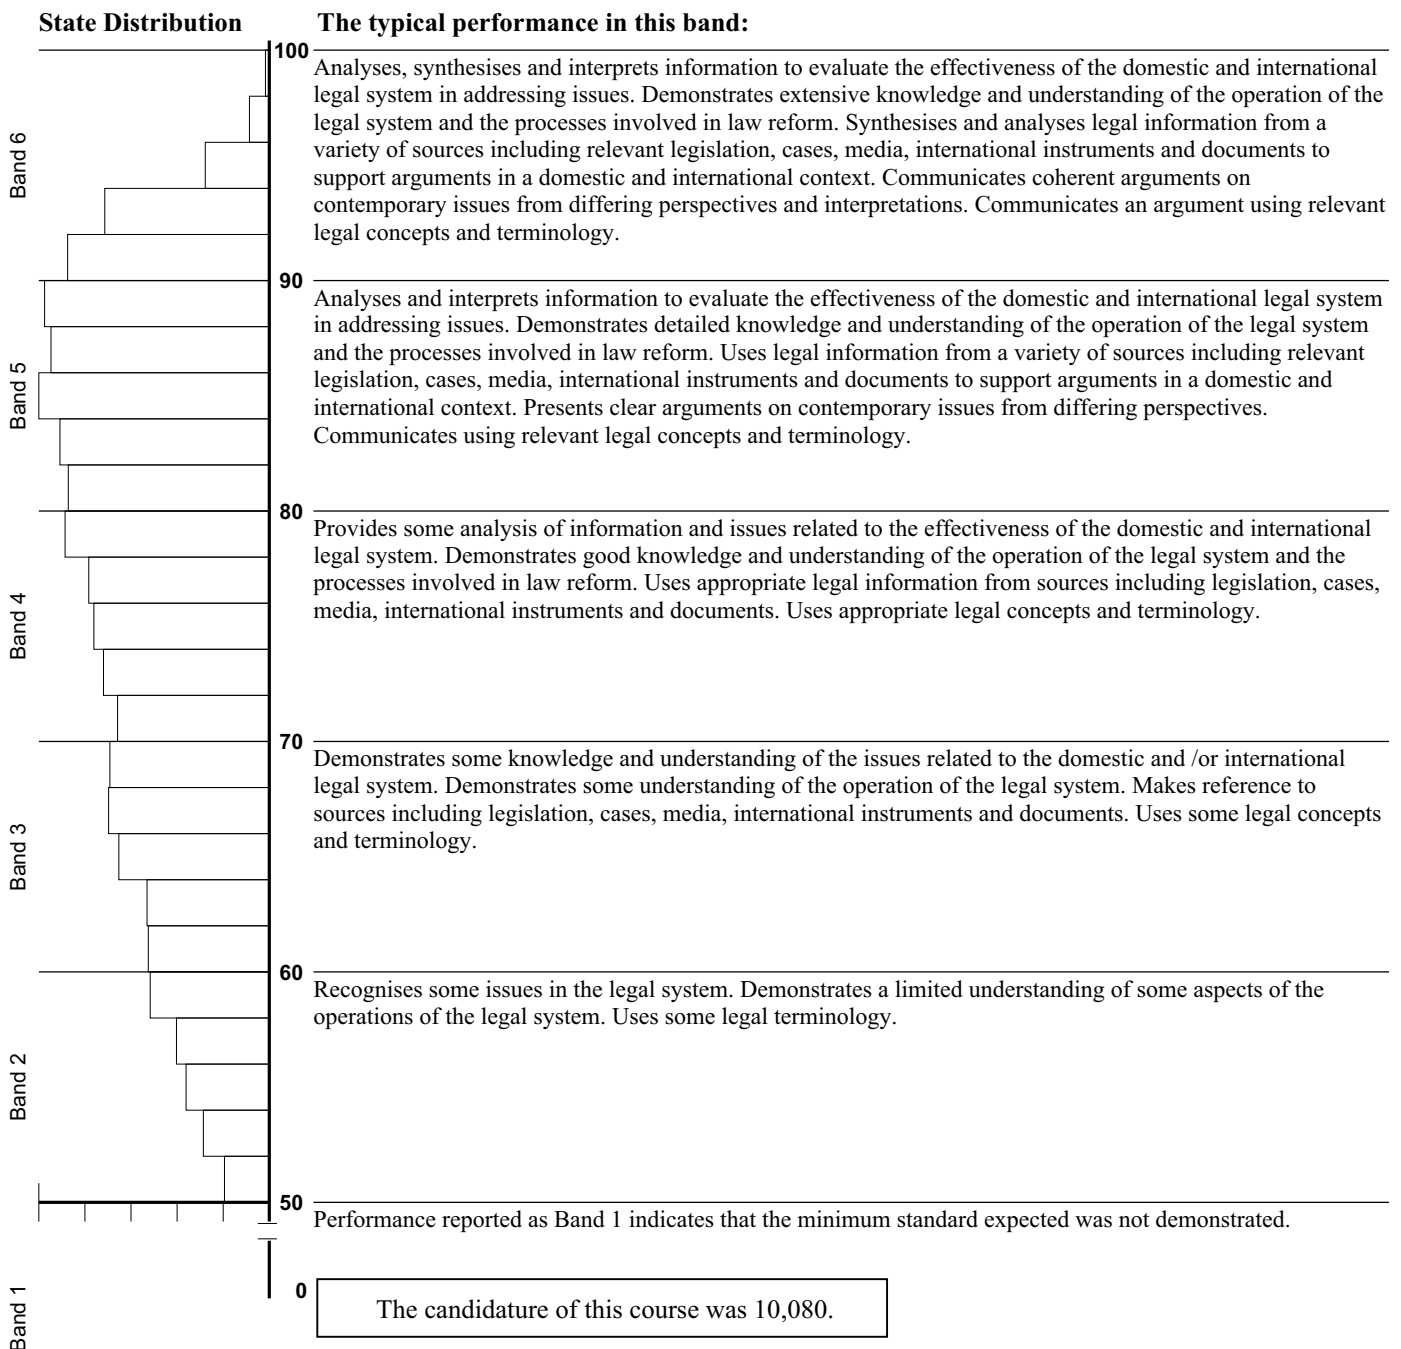 State Distribution
The typical performance in this band:
100
Band 6
Analyses, synthesises and interprets information to evaluate the effectiveness of the domestic and international
legal system in addressing issues. Demonstrates extensive knowledge and understanding of the operation of the
legal system and the processes involved in law reform. Synthesises and analyses legal information from a
variety of sources including relevant legislation, cases, media, international instruments and documents to
support arguments in a domestic and international context. Communicates coherent arguments on
contemporary issues from differing perspectives and interpretations. Communicates an argument using relevant
legal concepts and terminology.
90
Band 5
Analyses and interprets information to evaluate the effectiveness of the domestic and international legal system
in addressing issues. Demonstrates detailed knowledge and understanding of the operation of the legal system
and the processes involved in law reform. Uses legal information from a variety of sources including relevant
legislation, cases, media, international instruments and documents to support arguments in a domestic and
international context. Presents clear arguments on contemporary issues from differing perspectives.
Communicates using relevant legal concepts and terminology.
80
Band 4
Provides some analysis of information and issues related to the effectiveness of the domestic and international
legal system. Demonstrates good knowledge and understanding of the operation of the legal system and the
processes involved in law reform. Uses appropriate legal information from sources including legislation, cases,
media, international instruments and documents. Uses appropriate legal concepts and terminology.
70
Band 3
Demonstrates some knowledge and understanding of the issues related to the domestic and /or international
legal system. Demonstrates some understanding of the operation of the legal system. Makes reference to
sources including legislation, cases, media, international instruments and documents. Uses some legal concepts
and terminology.
60
Band 2
Recognises some issues in the legal system. Demonstrates a limited understanding of some aspects of the
operations of the legal system. Uses some legal terminology.
50
Performance reported as Band 1 indicates that the minimum standard expected was not demonstrated.
0
Band 1
The candidature of this course was 10,080.